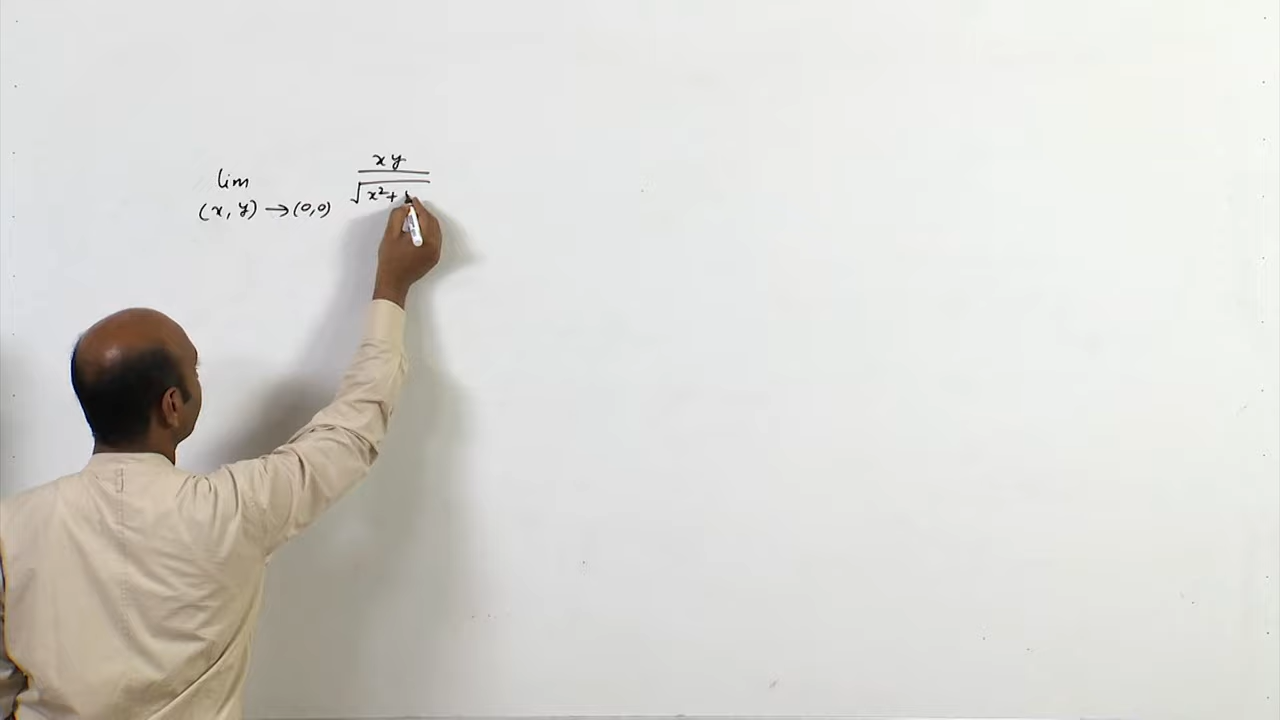 lim
(x, y) → (0,0)
xy
√x²+